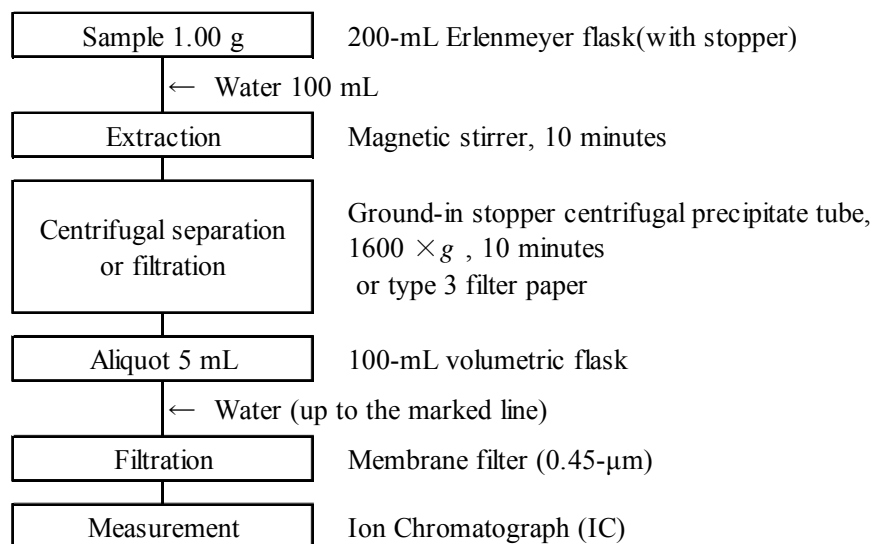 Sample 1.00 g
200-mL Erlenmeyer flask(with stopper)
← Water 100 mL
Extraction
Magnetic stirrer, 10 minutes
Centrifugal separation
or filtration
Ground-in stopper centrifugal precipitate tube,
1600 ×g , 10 minutes
or type 3 filter paper
Aliquot 5 mL
100-mL volumetric flask
← Water (up to the marked line)
Filtration
Membrane filter (0.45-μm)
Measurement
Ion Chromatograph (IC)